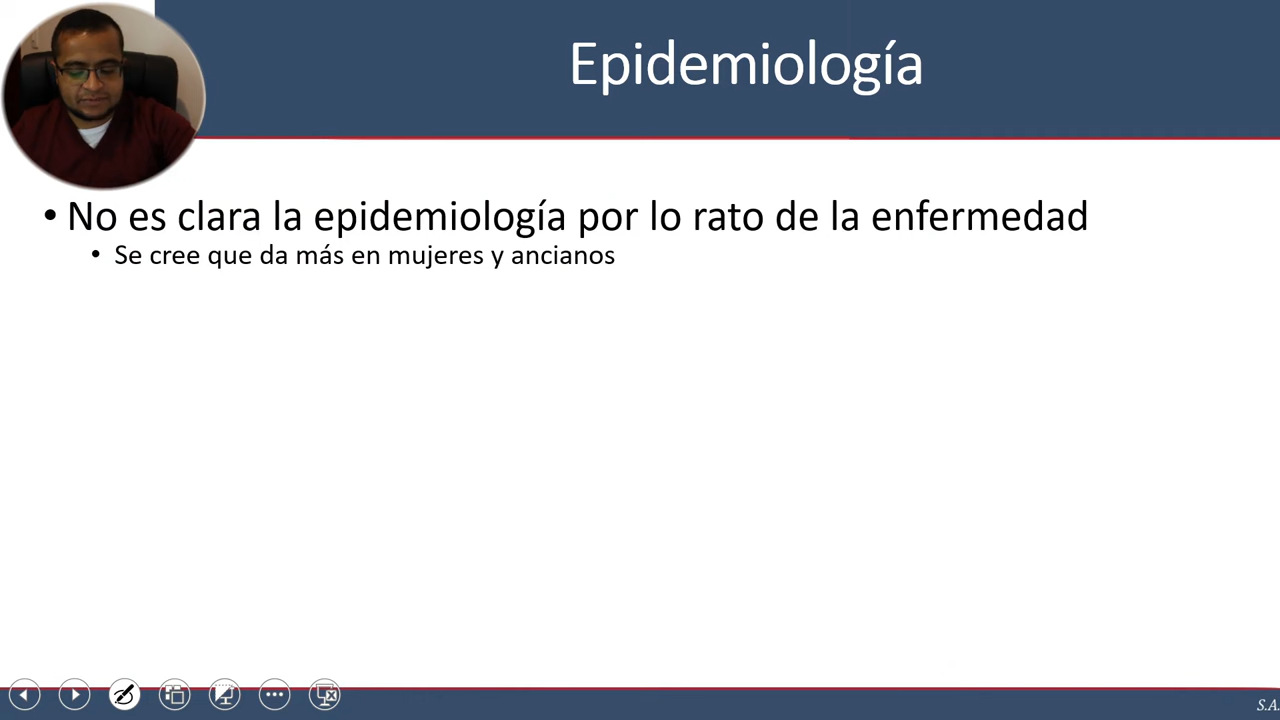 Epidemiología
• No es clara la epidemiología por lo rato de la enfermedad
• Se cree que da más en mujeres y ancianos
S.A.